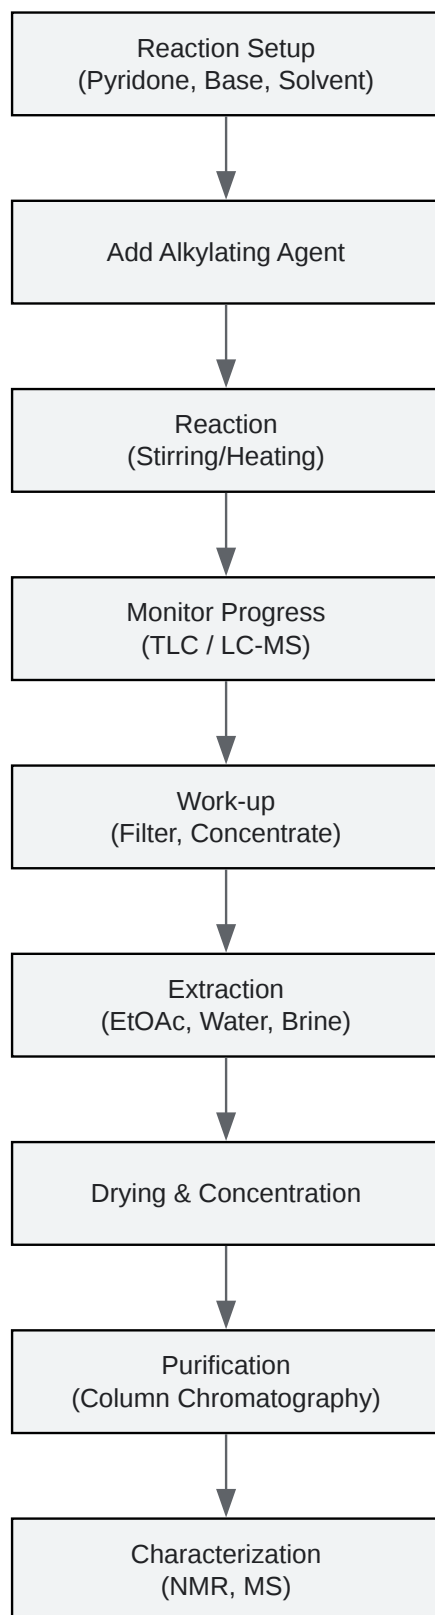 Reaction Setup
(Pyridone, Base, Solvent)
Add Alkylating Agent
Reaction
(Stirring/Heating)
Monitor Progress
(TLC / LC-MS)
Work-up
(Filter, Concentrate)
Extraction
(EtOAc, Water, Brine)
Drying & Concentration
Purification
(Column Chromatography)
Characterization
(NMR, MS)